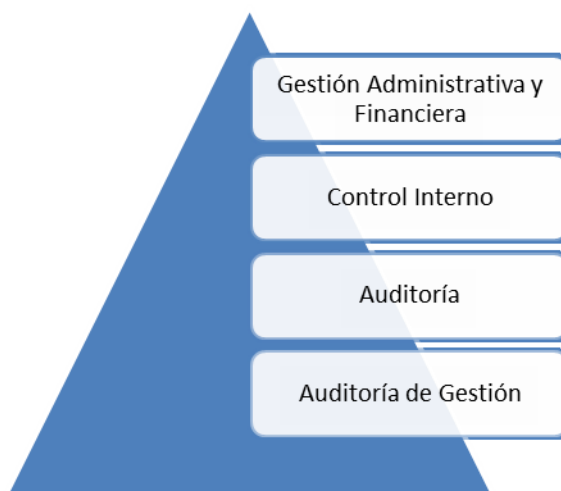 Gestión Administrativa y
Financiera
Control Interno
Auditoría
Auditoría de Gestión